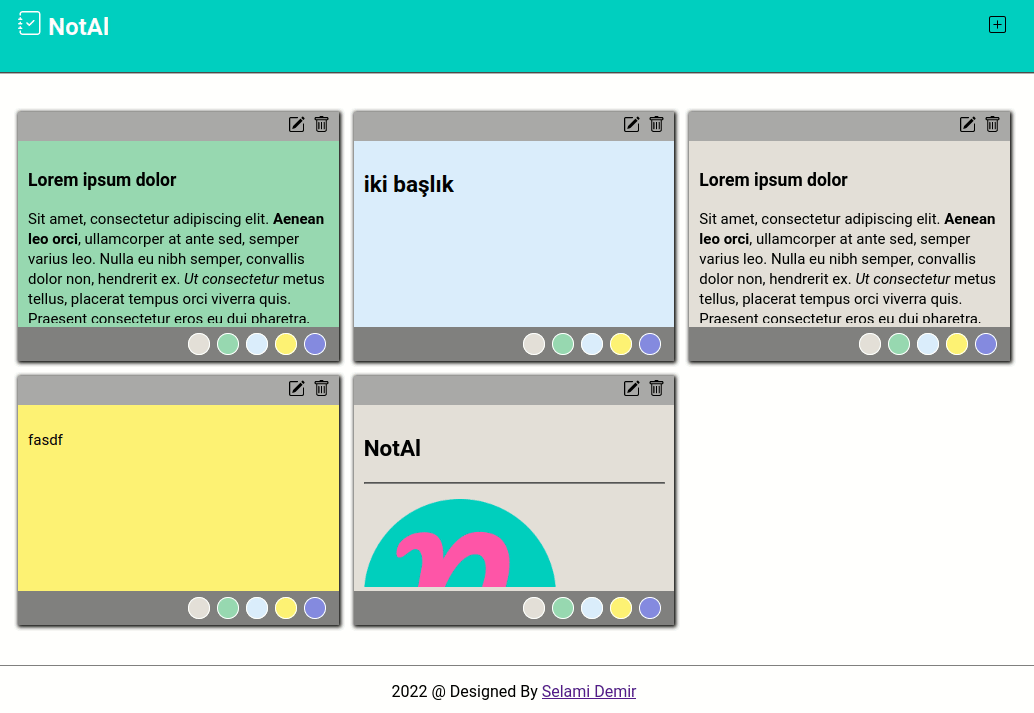 NotAl
Lorem ipsum dolor
Sit amet, consectetur adipiscing elit. Aenean
leo orci, ullamcorper at ante sed, semper
varius leo. Nulla eu nibh semper, convallis
dolor non, hendrerit ex. Ut consectetur metus
tellus, placerat tempus orci viverra quis.
Praesent consectetur eros eu dui pharetra,
iki başlık
Lorem ipsum dolor
Sit amet, consectetur adipiscing elit. Aenean
leo orci, ullamcorper at ante sed, semper
varius leo. Nulla eu nibh semper, convallis
dolor non, hendrerit ex. Ut consectetur metus
tellus, placerat tempus orci viverra quis.
Praesent consectetur eros eu dui pharetra,
fasdf
NotAl
n
2022 @ Designed By Selami Demir